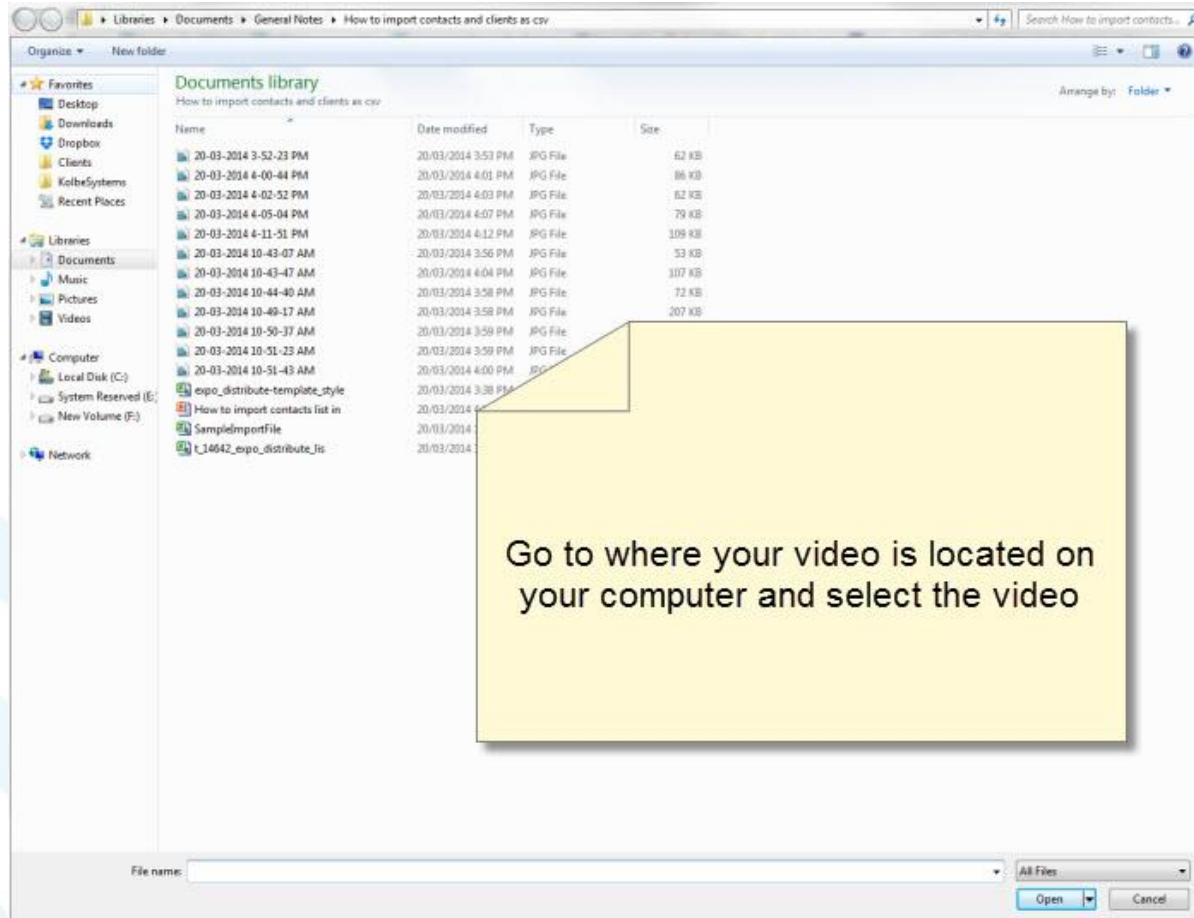 Libraries ▸ Documents ▸ General Notes ▸ How to import contacts and clients as csv
Search How to import contacts...
Organize New folder
Favorites
Desktop
Downloads
Dropbox
Clients
KolbeSystems
Recent Places
Libraries
Documents
Music
Pictures
Videos
Computer
Local Disk (C:)
System Reserved (E:
New Volume (F:)
Network
Documents library
How to import contacts and clients as csv
Arrange by: Folder
Name Date modified Type Size
20-03-2014 3-52-23 PM 20/03/2014 3:53 PM JPG File 62 KB
20-03-2014 4-00-44 PM 20/03/2014 4:01 PM JPG File 86 KB
20-03-2014 4-02-52 PM 20/03/2014 4:03 PM JPG File 62 KB
20-03-2014 4-05-04 PM 20/03/2014 4:07 PM JPG File 79 KB
20-03-2014 4-11-51 PM 20/03/2014 4:12 PM JPG File 109 KB
20-03-2014 10-43-07 AM 20/03/2014 3:56 PM JPG File 53 KB
20-03-2014 10-43-47 AM 20/03/2014 4:04 PM JPG File 107 KB
20-03-2014 10-44-40 AM 20/03/2014 3:58 PM JPG File 72 KB
20-03-2014 10-49-17 AM 20/03/2014 3:58 PM JPG File 207 KB
20-03-2014 10-50-37 AM 20/03/2014 3:59 PM JPG File
20-03-2014 10-51-23 AM 20/03/2014 3:59 PM JPG File
20-03-2014 10-51-43 AM 20/03/2014 4:00 PM JPG
expo_distribute-template_style 20/03/2014 3:38 PM
How to import contacts list in 20/03/2014
SampleImportFile 20/03/2014
t_14642_expo_distribute_lis 20/03/2014
Go to where your video is located on
your computer and select the video
File name: All Files
Open Cancel